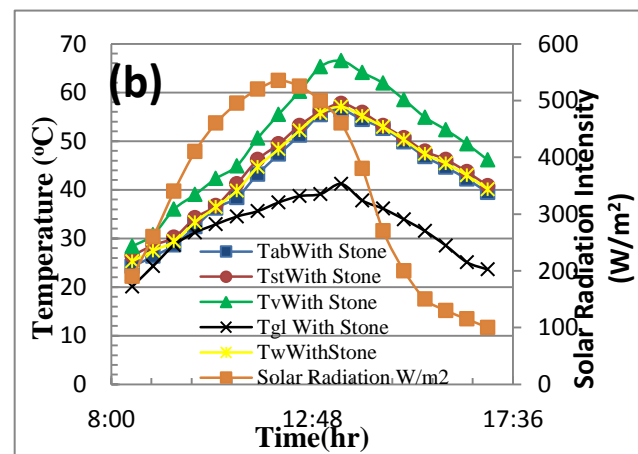 (b)
Temperature (ºC)
70
60
50
40
30
20
10
0
600
500
400
300
200
100
0
Solar Radiation Intensity
(W/m²)
TabWith Stone
TstWith Stone
TvWith Stone
Tgl With Stone
TwWithStone
Solar Radiation W/m2
8:00
12:48
17:36
Time(hr)